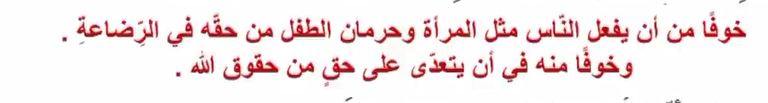 خوفًا من أن يفعل النّاس مثل المرأة وحرمان الطفل من حقّه في الرّضاعةِ .
وخوفًا منه في أن يتعدّى على حقٍ من حقوق الله .